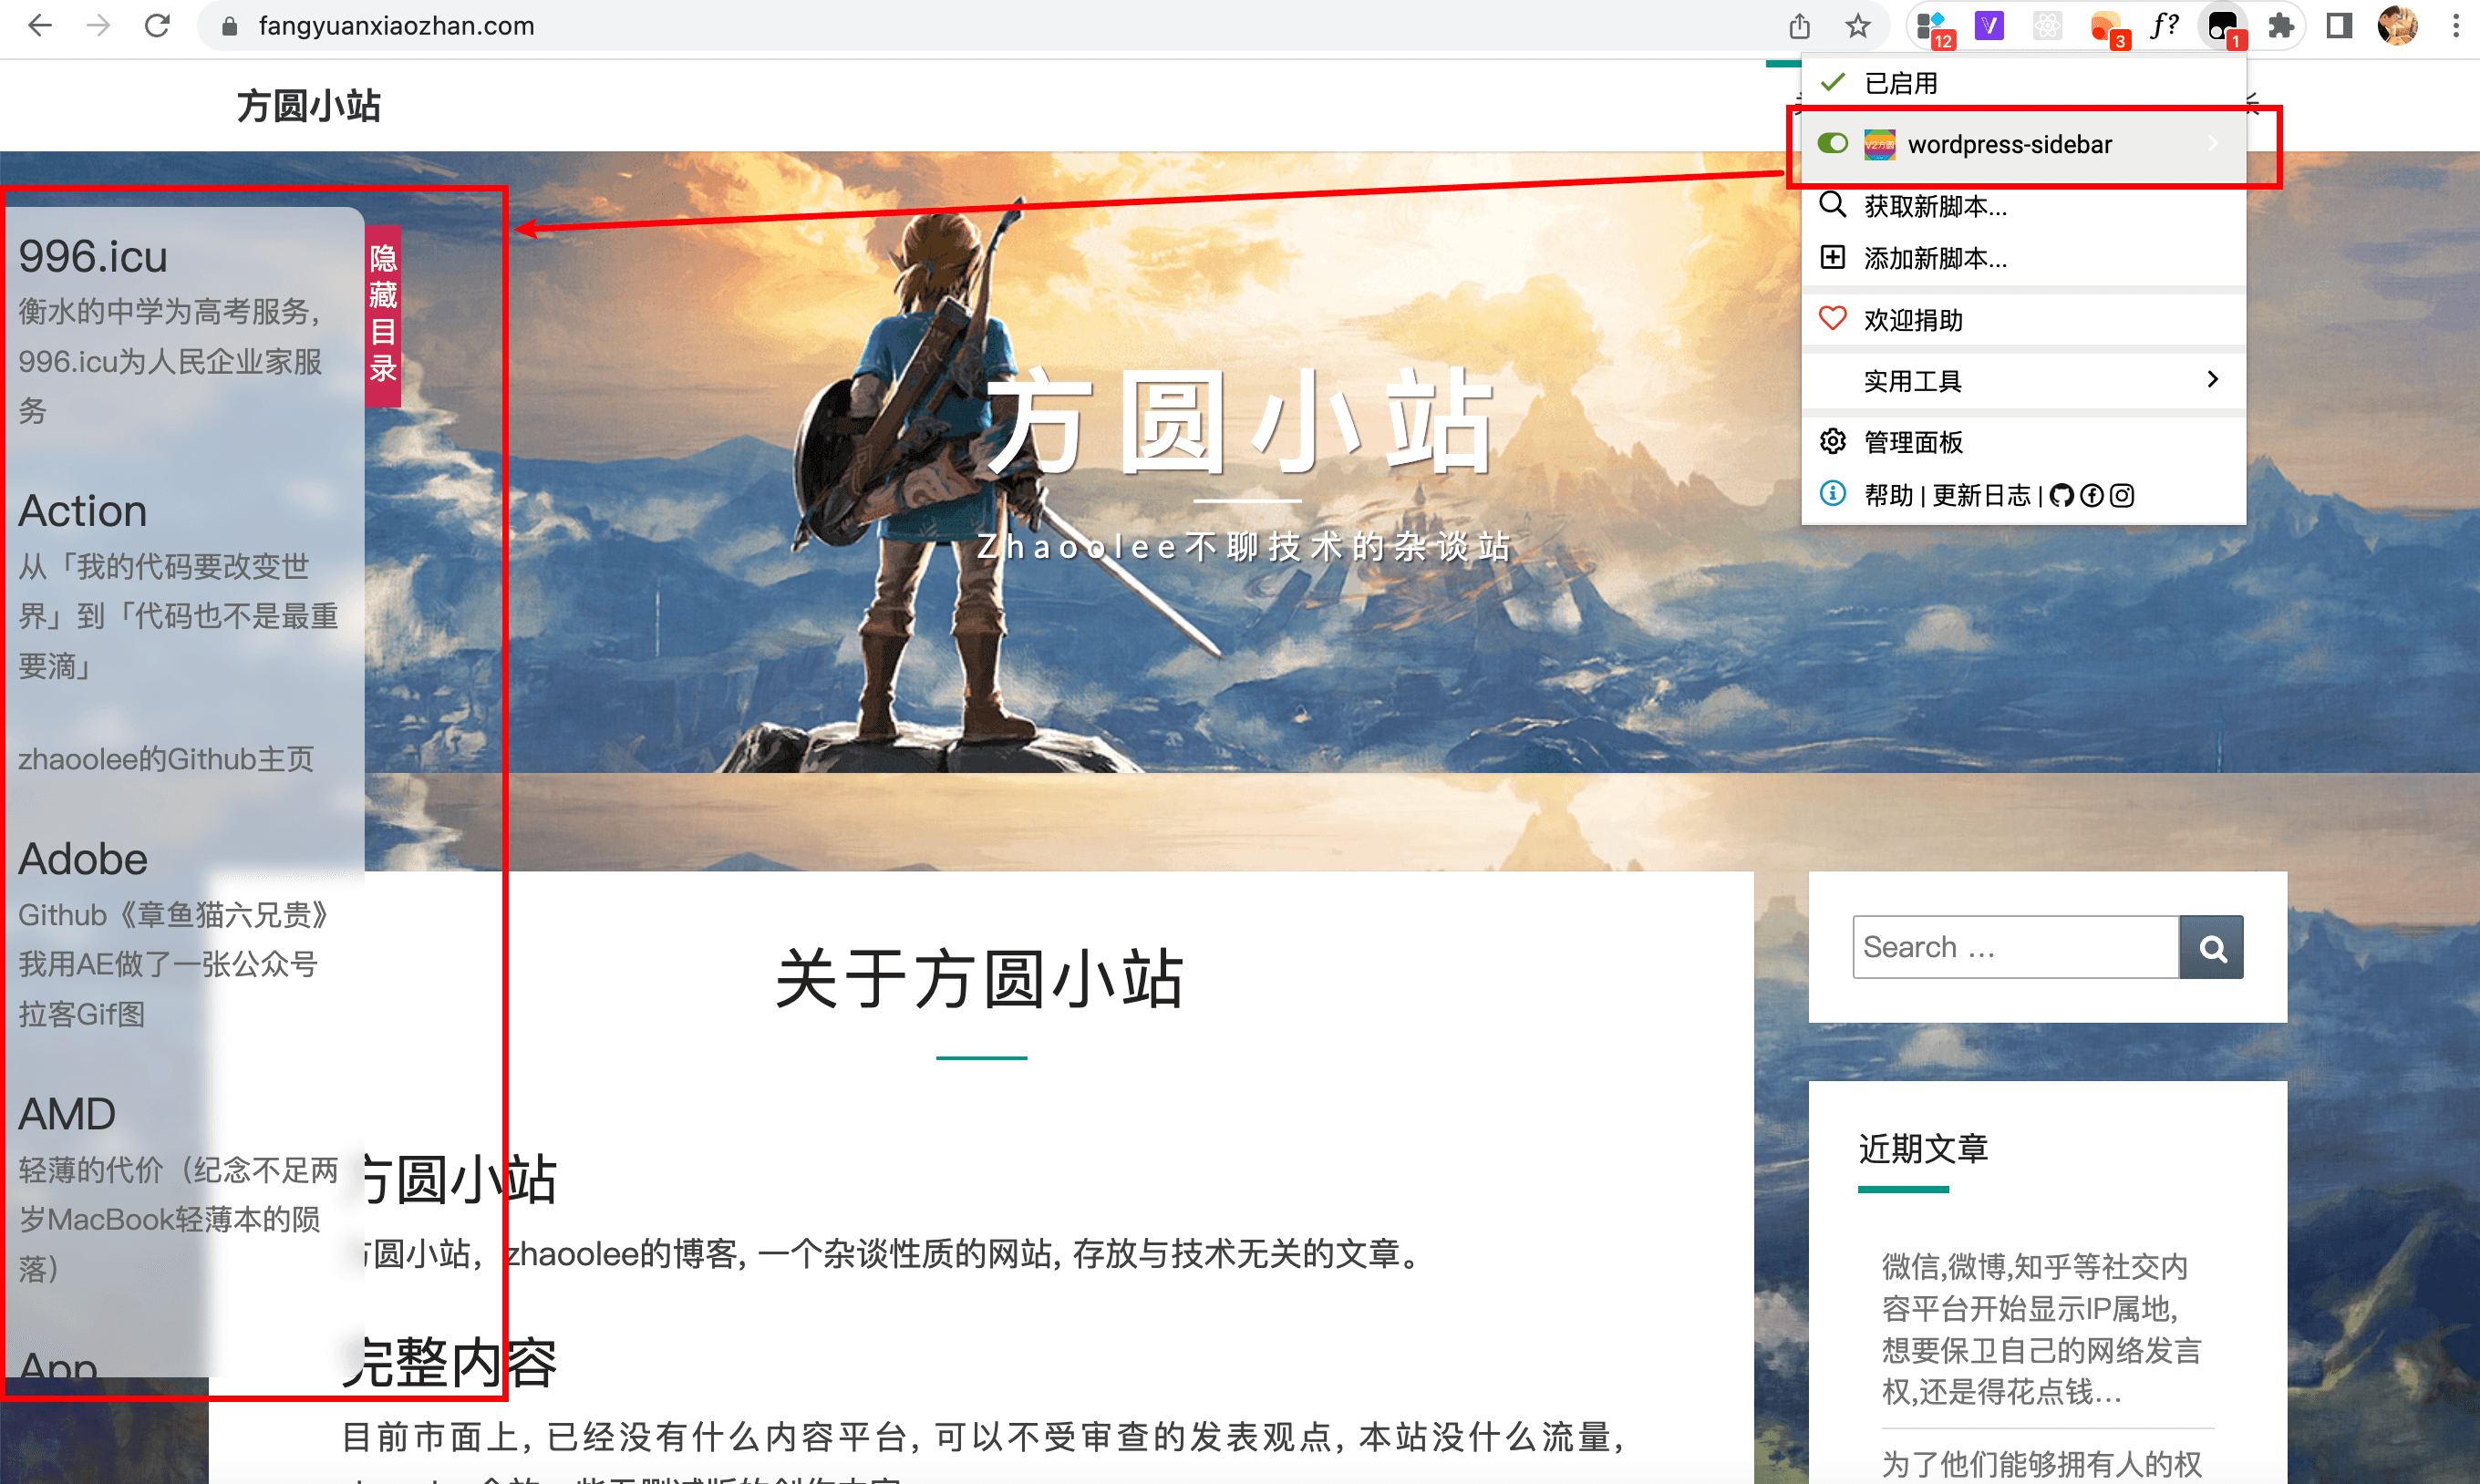 fangyuanxiaozhan.com
12
3
f?
1
方圆小站
已启用
wordpress-sidebar
获取新脚本...
添加新脚本...
欢迎捐助
实用工具
管理面板
帮助 | 更新日志 |
996.icu
衡水的中学为高考服务,
996.icu为人民企业家服
务
Action
从「我的代码要改变世
界」到「代码也不是最重
要滴」
zhaoolee的Github主页
Adobe
Github《章鱼猫六兄贵》
我用AE做了一张公众号
拉客Gif图
AMD
轻薄的代价（纪念不足两
岁MacBook轻薄本的陨
落）
App
隐藏目录
方圆小站
Zhaoolee不聊技术的杂谈站
关于方圆小站
方圆小站
方圆小站，zhaoolee的博客, 一个杂谈性质的网站, 存放与技术无关的文章。
完整内容
目前市面上, 已经没有什么内容平台, 可以不受审查的发表观点, 本站没什么流量,
Search ...
近期文章
微信,微博,知乎等社交内
容平台开始显示IP属地,
想要保卫自己的网络发言
权,还是得花点钱...
为了他们能够拥有人的权